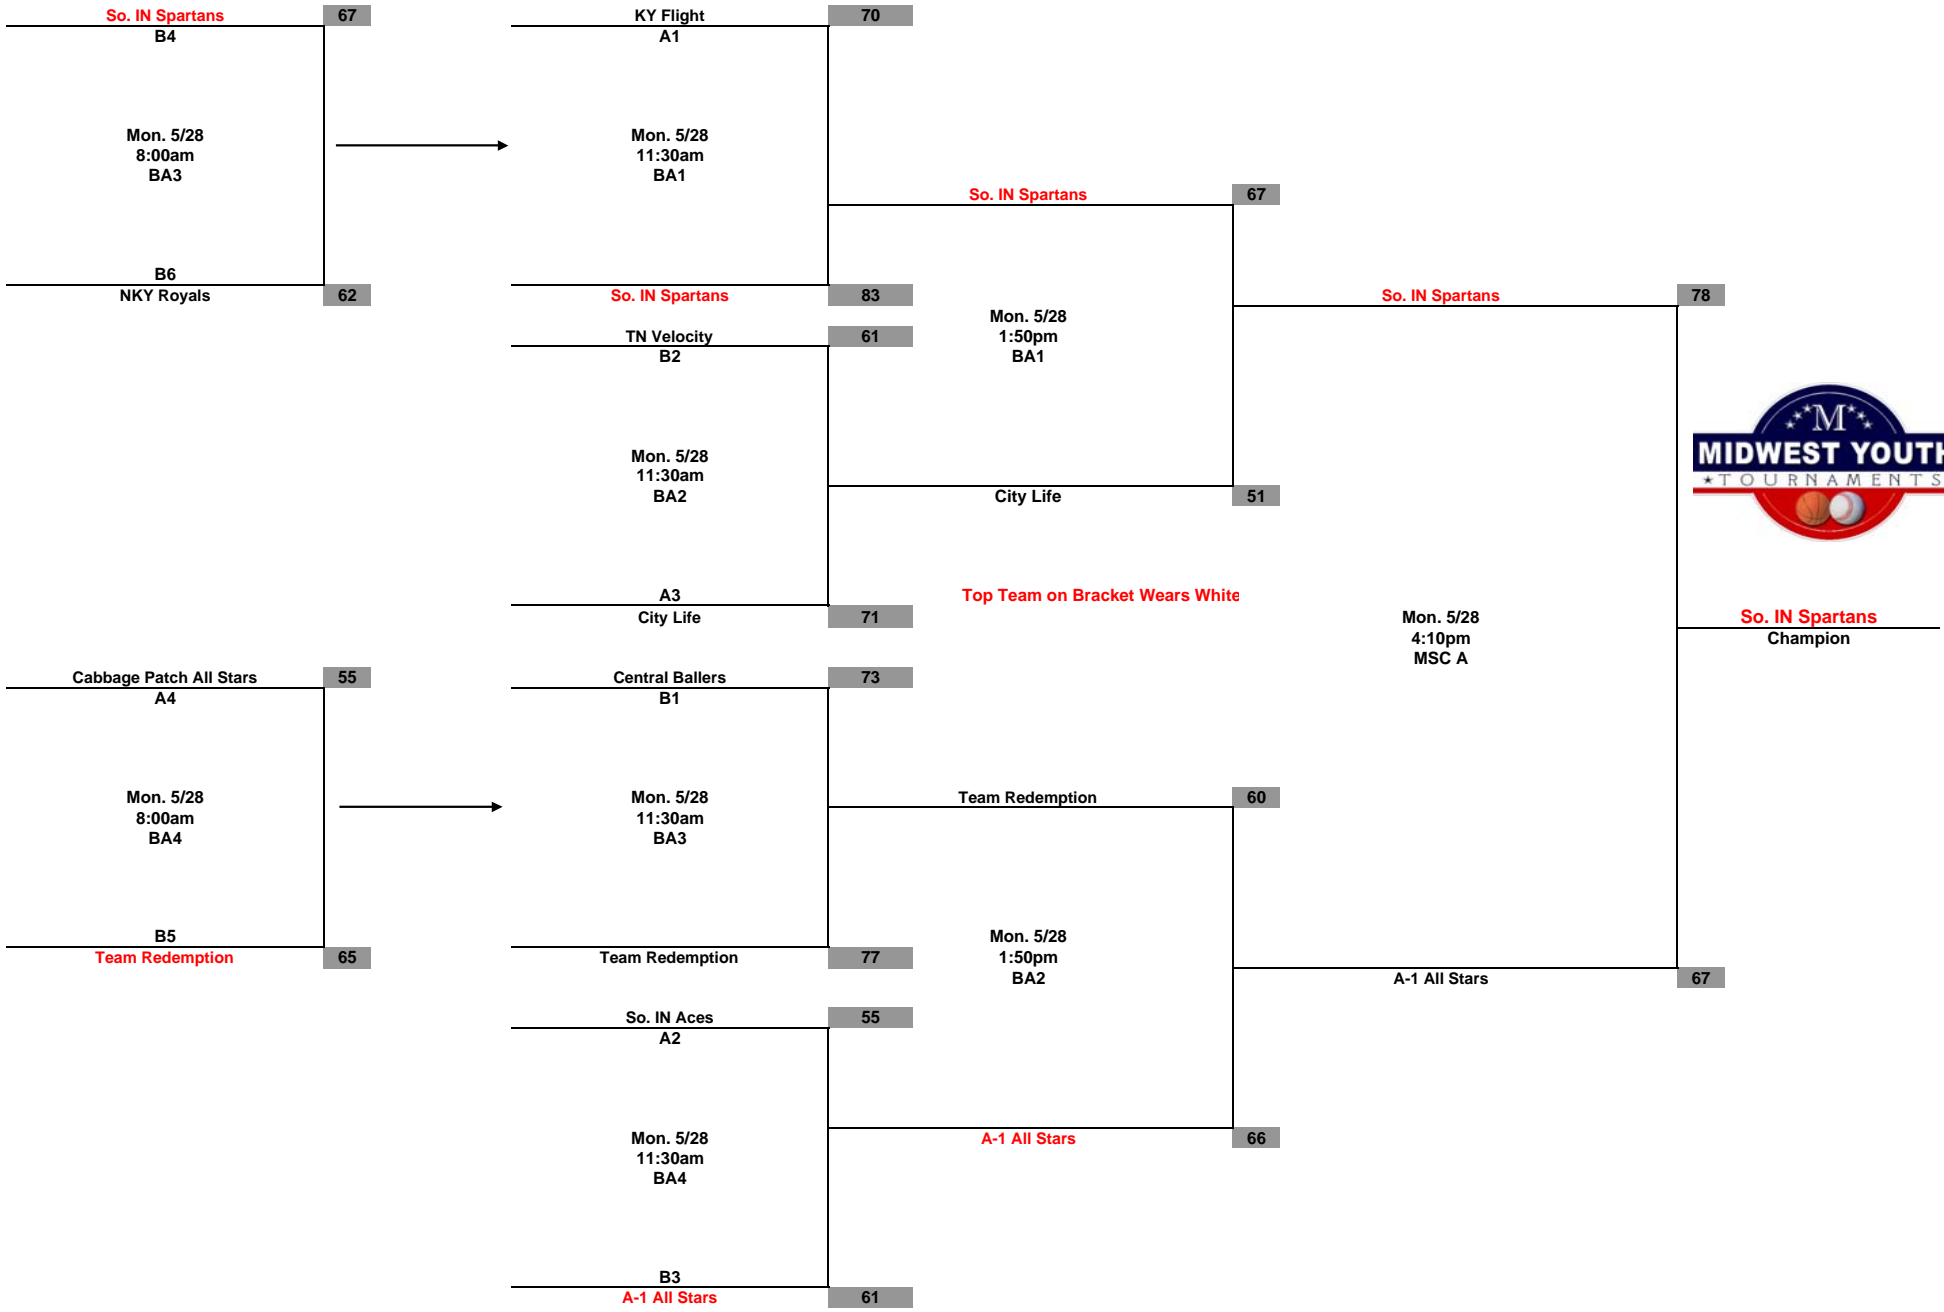 So. IN Spartans 67
B4
Mon. 5/28
8:00am
BA3
B6
NKY Royals 62
KY Flight 70
A1
Mon. 5/28
11:30am
BA1
So. IN Spartans 83
TN Velocity 61
B2
Mon. 5/28
11:30am
BA2
A3
City Life 71
So. IN Spartans 67
Mon. 5/28
1:50pm
BA1
City Life 51
Top Team on Bracket Wears White
So. IN Spartans 78
Mon. 5/28
4:10pm
MSC A
M
MIDWEST YOUTH
TOURNAMENTS
So. IN Spartans
Champion
Cabbage Patch All Stars 55
A4
Mon. 5/28
8:00am
BA4
B5
Team Redemption 65
Central Ballers 73
B1
Mon. 5/28
11:30am
BA3
Team Redemption 77
So. IN Aces 55
A2
Mon. 5/28
11:30am
BA4
B3
A-1 All Stars 61
Team Redemption 60
Mon. 5/28
1:50pm
BA2
A-1 All Stars 66
A-1 All Stars 67